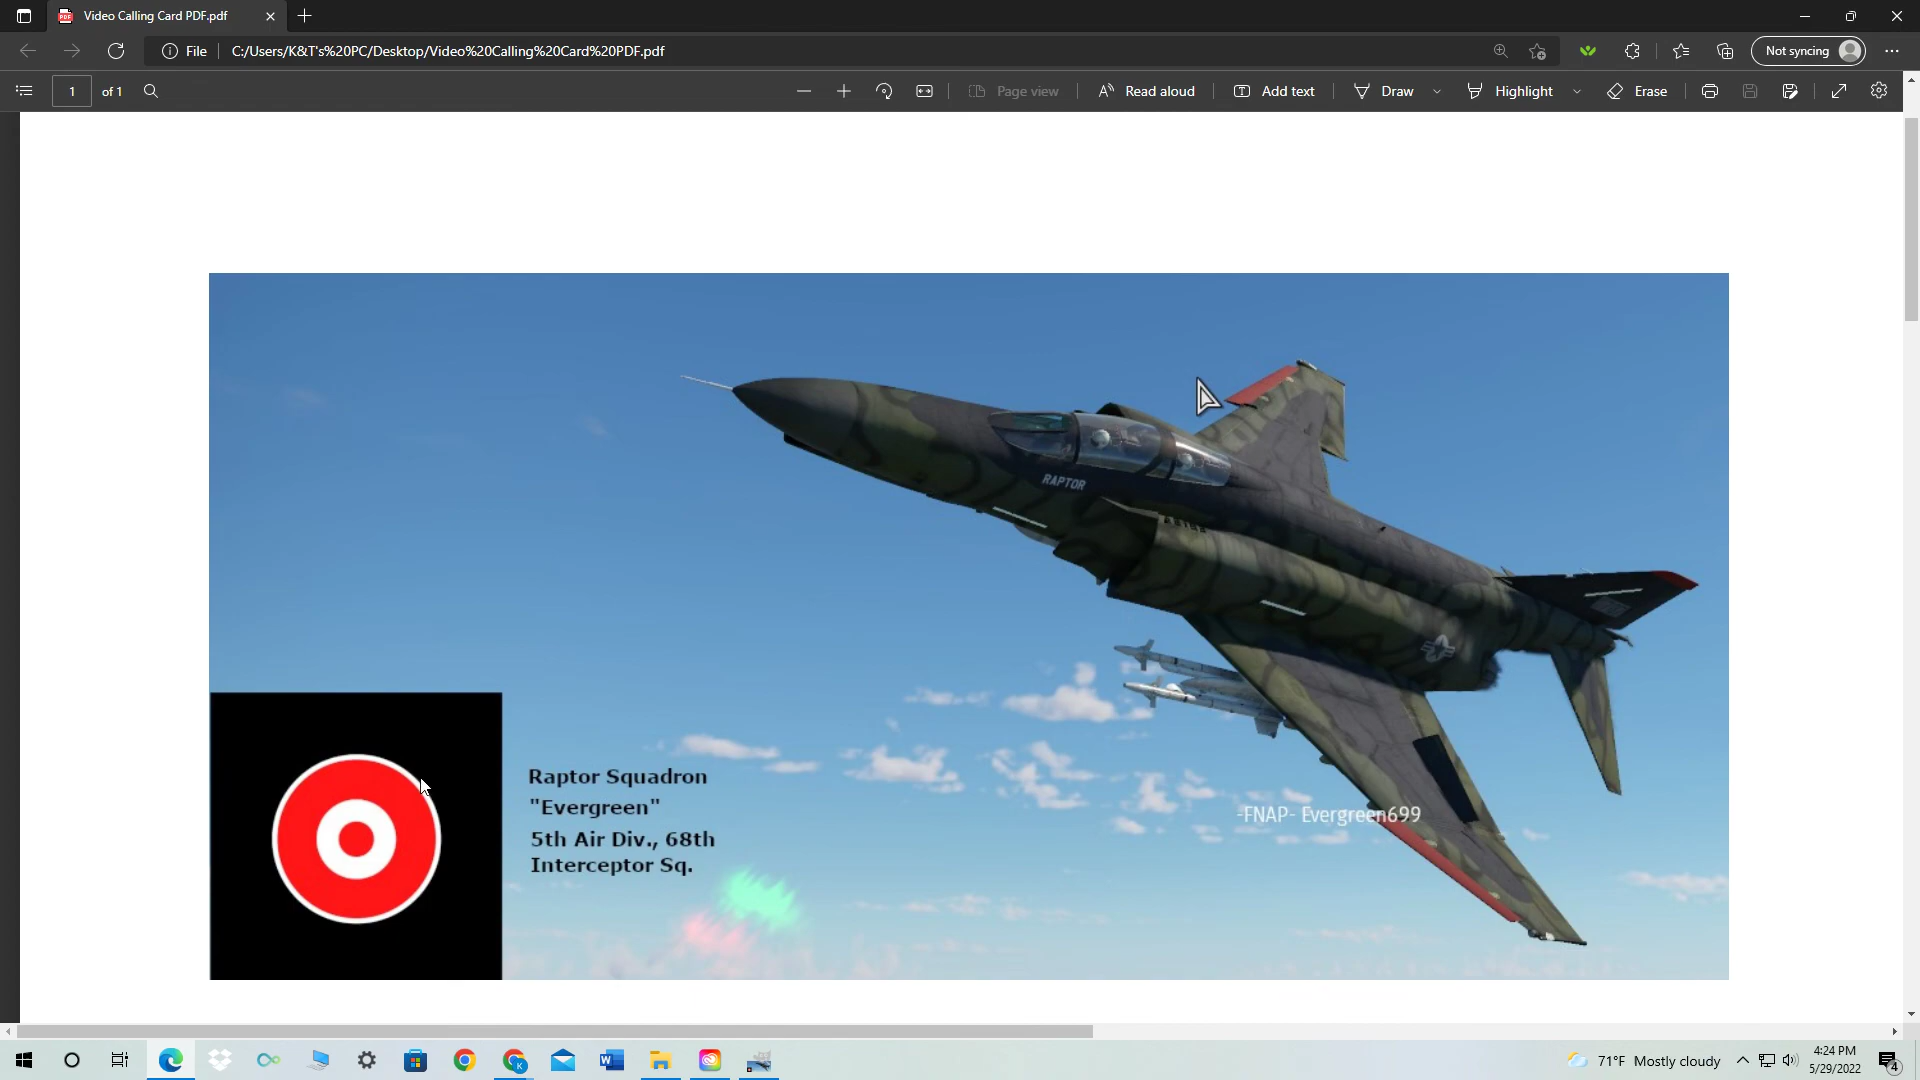 Video Calling Card PDF.pdf
File
C:/Users/K&T's%20PC/Desktop/Video%20Calling%20Card%20PDF.pdf
Not syncing
1 of 1
Page view
Read aloud
Add text
Draw
Highlight
Erase
RAPTOR
Raptor Squadron
"Evergreen"
5th Air Div., 68th
Interceptor Sq.
-FNAP- Evergreen699
71°F Mostly cloudy
4:24 PM
5/29/2022
4